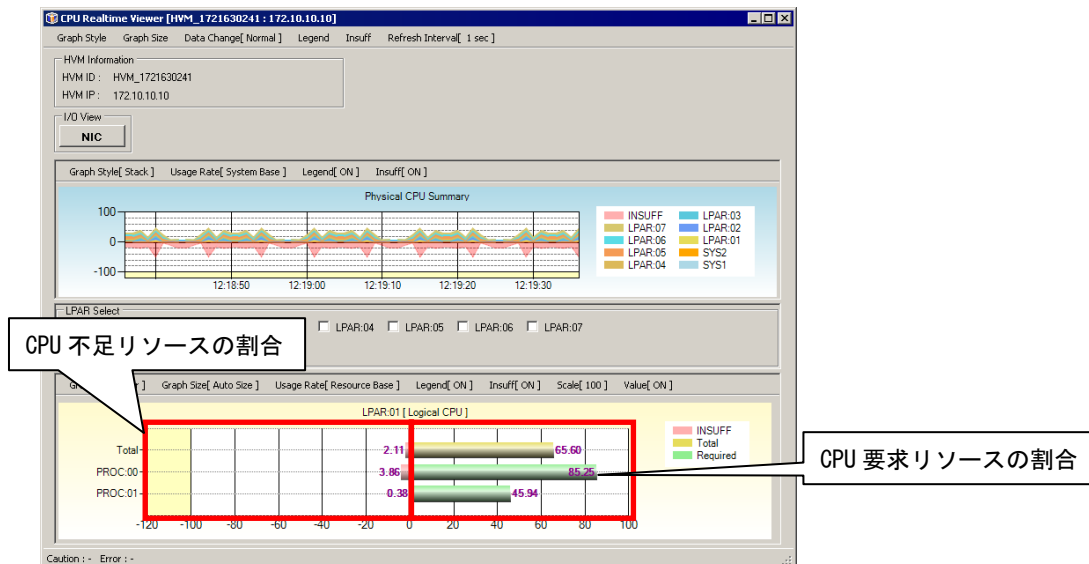 CPU Realtime Viewer [HVM_1721630241 : 172.10.10.10]
Graph Style Graph Size Data Change[ Normal ] Legend Insuff Refresh Interval[ 1 sec ]
HVM Information
HVM ID : HVM_1721630241
HVM IP : 172.10.10.10
I/O View
NIC
Graph Style[ Stack ] Usage Rate[ System Base ] Legend[ ON ] Insuff[ ON ]
Physical CPU Summary
100
0
-100
12:18:50 12:19:00 12:19:10 12:19:20 12:19:30
INSUFF LPAR:03
LPAR:07 LPAR:02
LPAR:06 LPAR:01
LPAR:05 SYS2
LPAR:04 SYS1
LPAR Select
LPAR:04 LPAR:05 LPAR:06 LPAR:07
CPU 不足リソースの割合
] Graph Size[ Auto Size ] Usage Rate[ Resource Base ] Legend[ ON ] Insuff[ ON ] Scale[ 100 ] Value[ ON ]
LPAR:01 [ Logical CPU ]
INSUFF
Total
Required
Total 2.11 65.60
PROC:00 3.86 85.25
PROC:01 0.38 45.94
-120 -100 -80 -60 -40 -20 0 20 40 60 80 100
CPU 要求リソースの割合
Caution : - Error : -